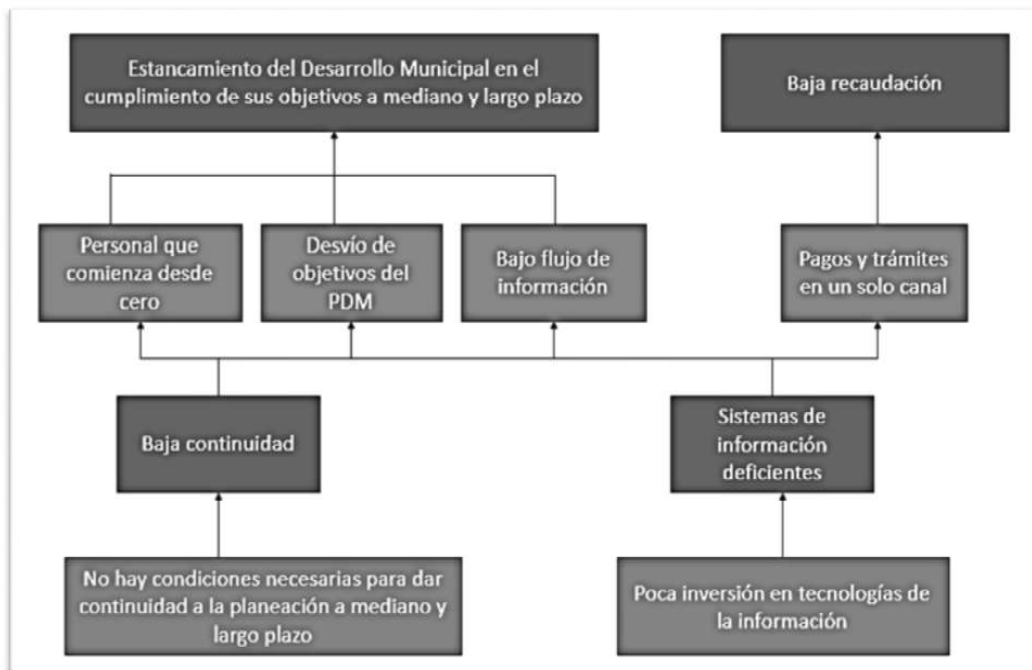 Estancamiento del Desarrollo Municipal en el
cumplimiento de sus objetivos a mediano y largo plazo
Baja recaudación
Personal que
comienza desde
cero
Desvío de
objetivos del
PDM
Bajo flujo de
información
Pagos y trámites
en un solo canal
Baja continuidad
Sistemas de
información
deficientes
No hay condiciones necesarias para dar
continuidad a la planeación a mediano y
largo plazo
Poca inversión en tecnologías de
la información